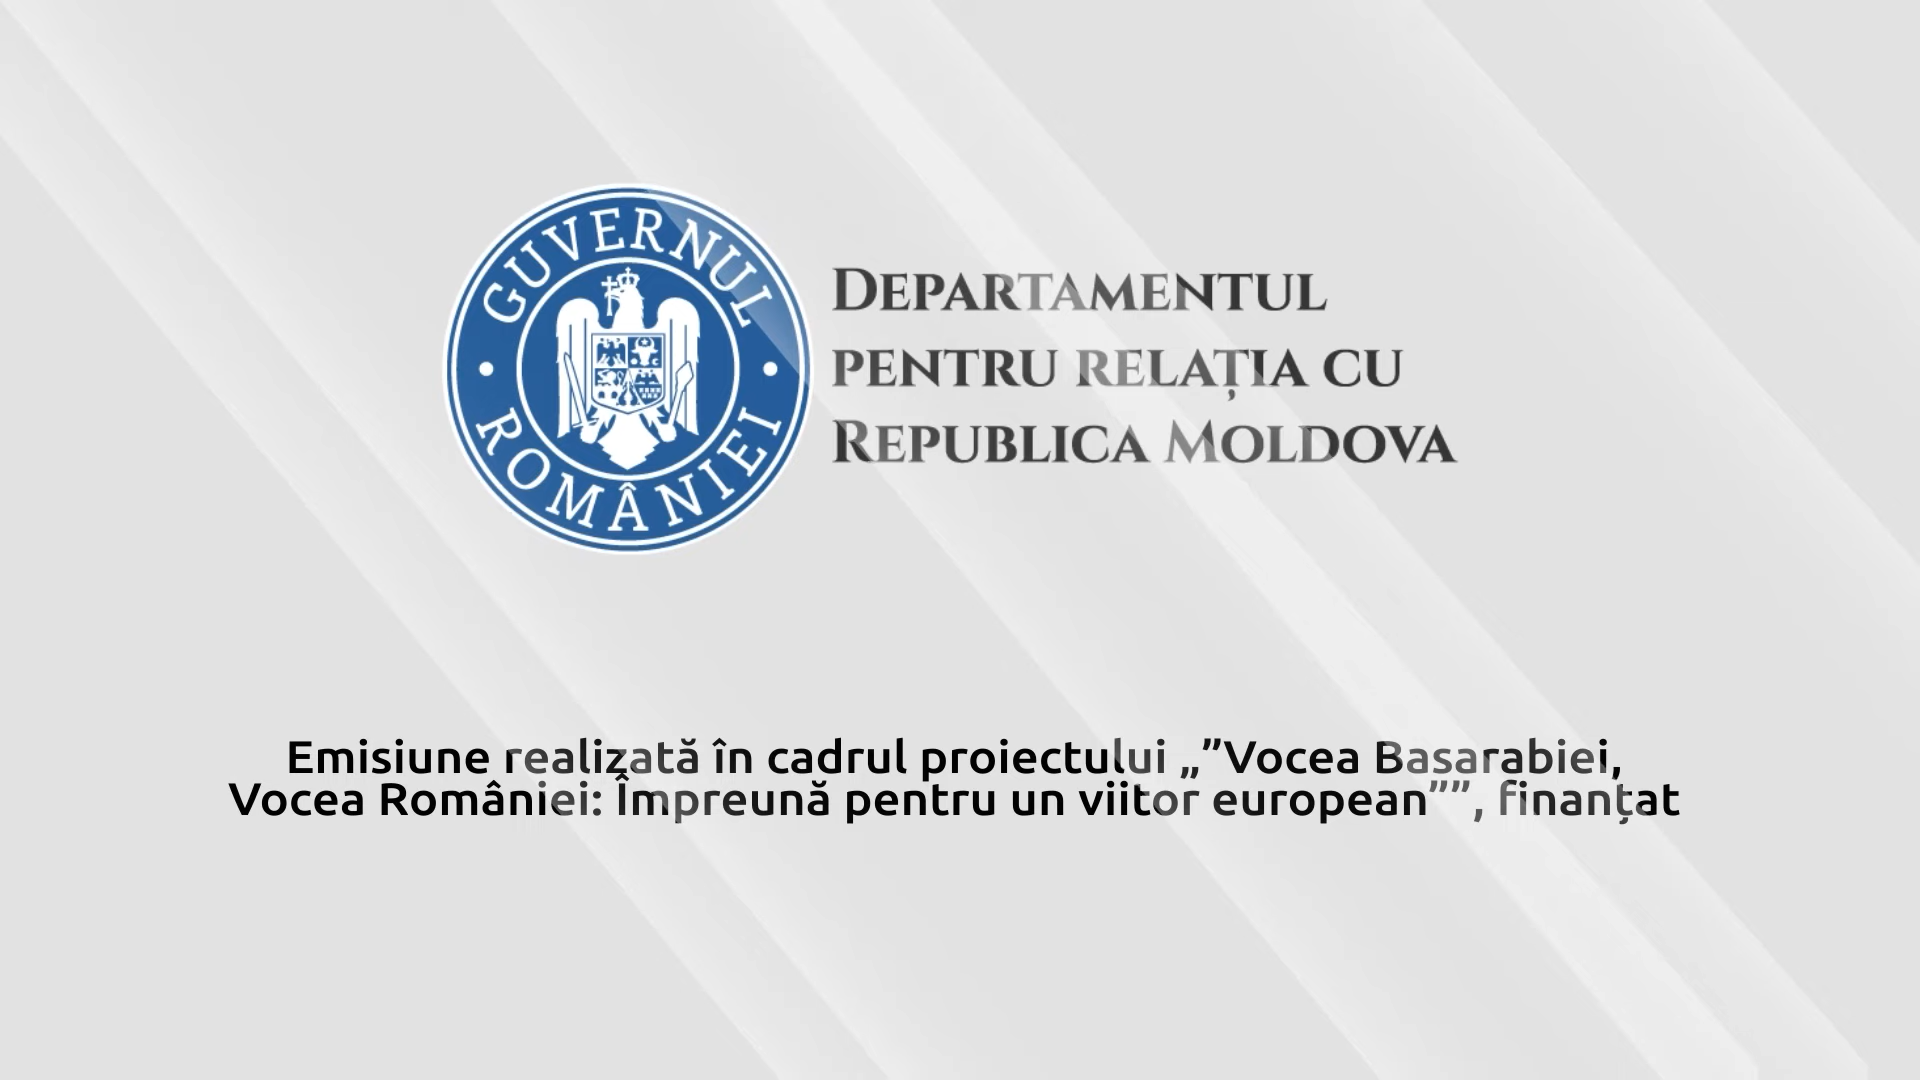 GUVERNUL
ROMÂNIEI
DEPARTAMENTUL
PENTRU RELAȚIA CU
REPUBLICA MOLDOVA
Emisiune realizată în cadrul proiectului „”Vocea Basarabiei,
Vocea României: Împreună pentru un viitor european””, finanțat